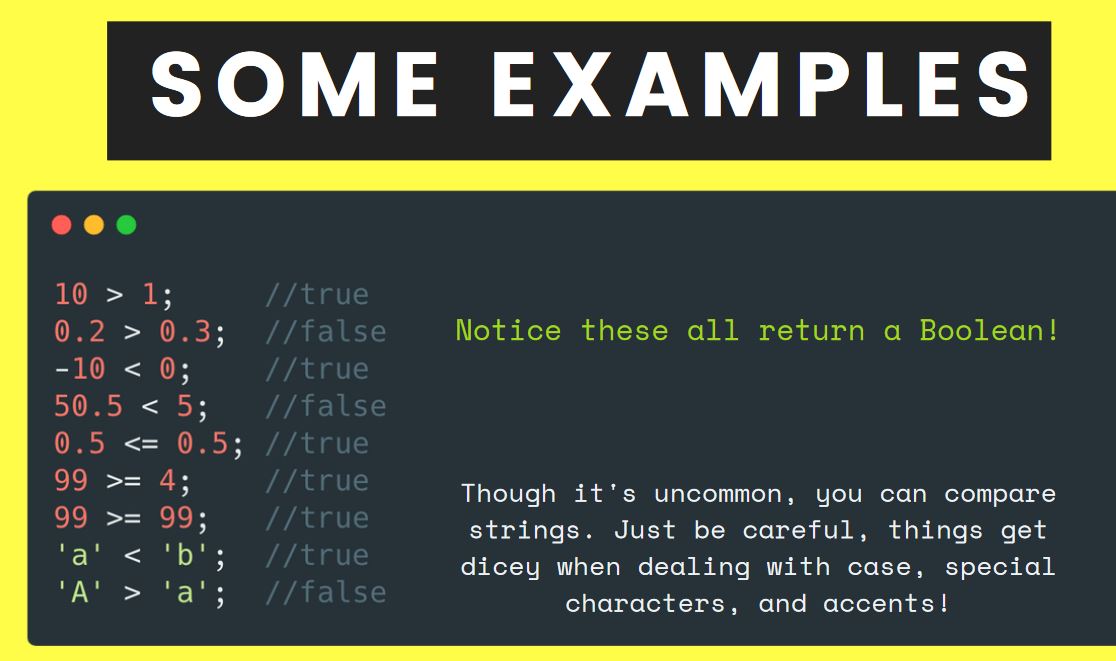 SOME EXAMPLES
10 > 1; //true
0.2 > 0.3; //false
-10 < 0; //true
50.5 < 5; //false
0.5 <= 0.5; //true
99 >= 4; //true
99 >= 99; //true
'a' < 'b'; //true
'A' > 'a'; //false
Notice these all return a Boolean!
Though it's uncommon, you can compare
strings. Just be careful, things get
dicey when dealing with case, special
characters, and accents!